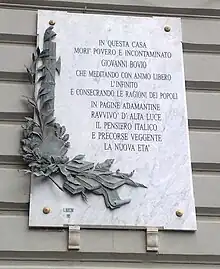 IN QUESTA CASA
MORI' POVERO E INCONTAMINATO
GIOVANNI BOVIO
CHE MEDITANDO CON ANIMO LIBERO
L'INFINITO
E CONSECRANDO LE RAGIONI DEI POPOLI
IN PAGINE ADAMANTINE
RAVVIVO' D'ALTA LUCE
IL PENSIERO ITALICO
E PRECORSE VEGGENTE
LA NUOVA ETA'